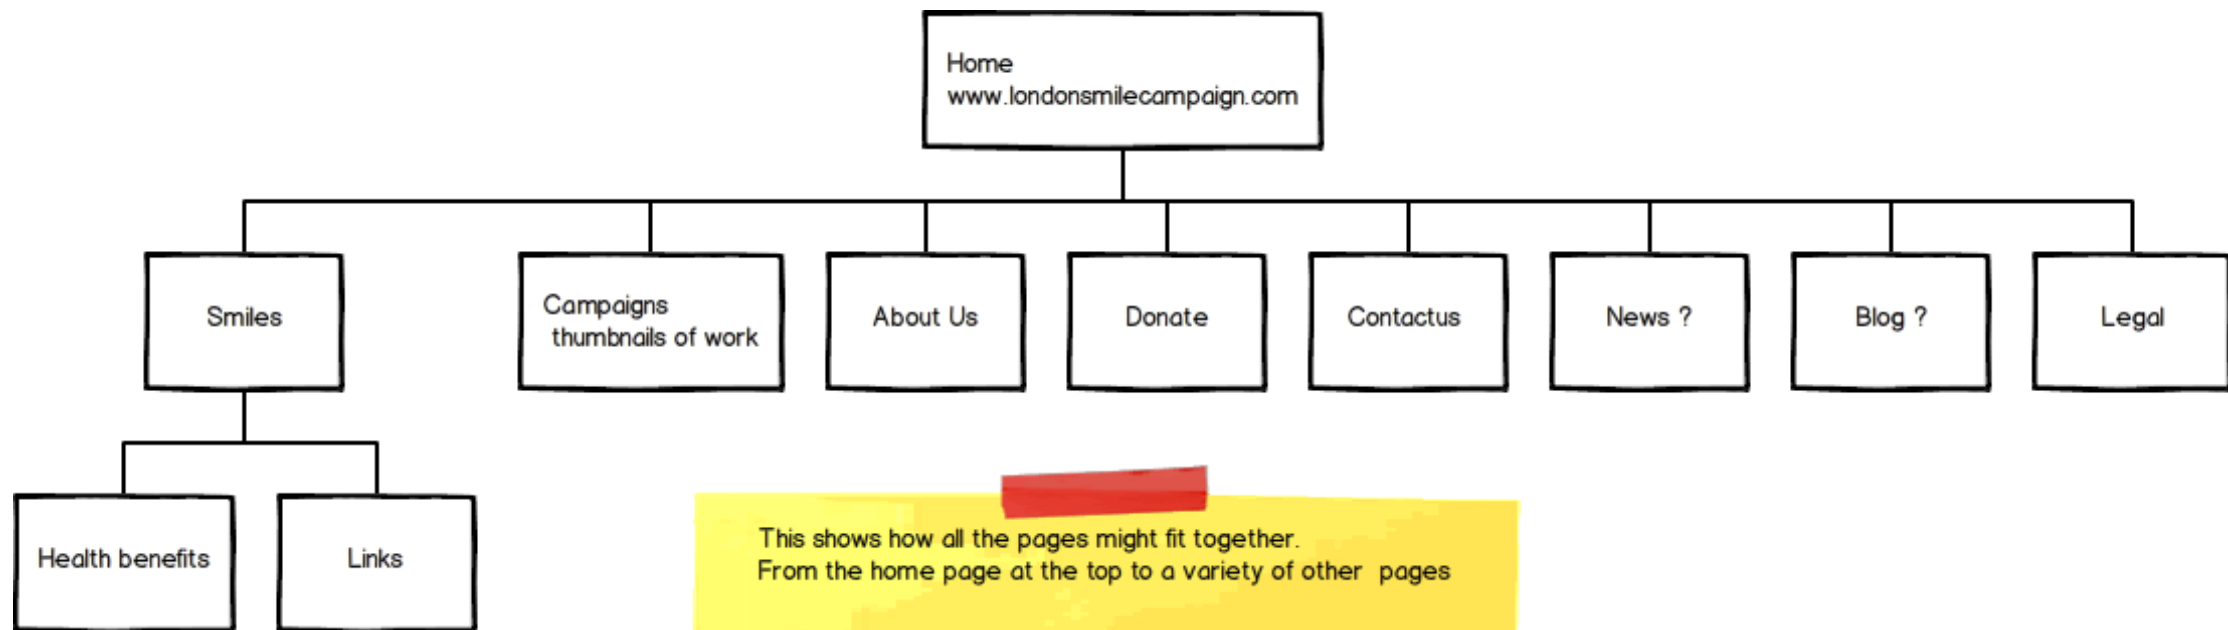 Home
www.londonsmilecampaign.com
Smiles
Campaigns
thumbnails of work
About Us
Donate
Contactus
News ?
Blog ?
Legal
Health benefits
Links
This shows how all the pages might fit together.
From the home page at the top to a variety of other pages